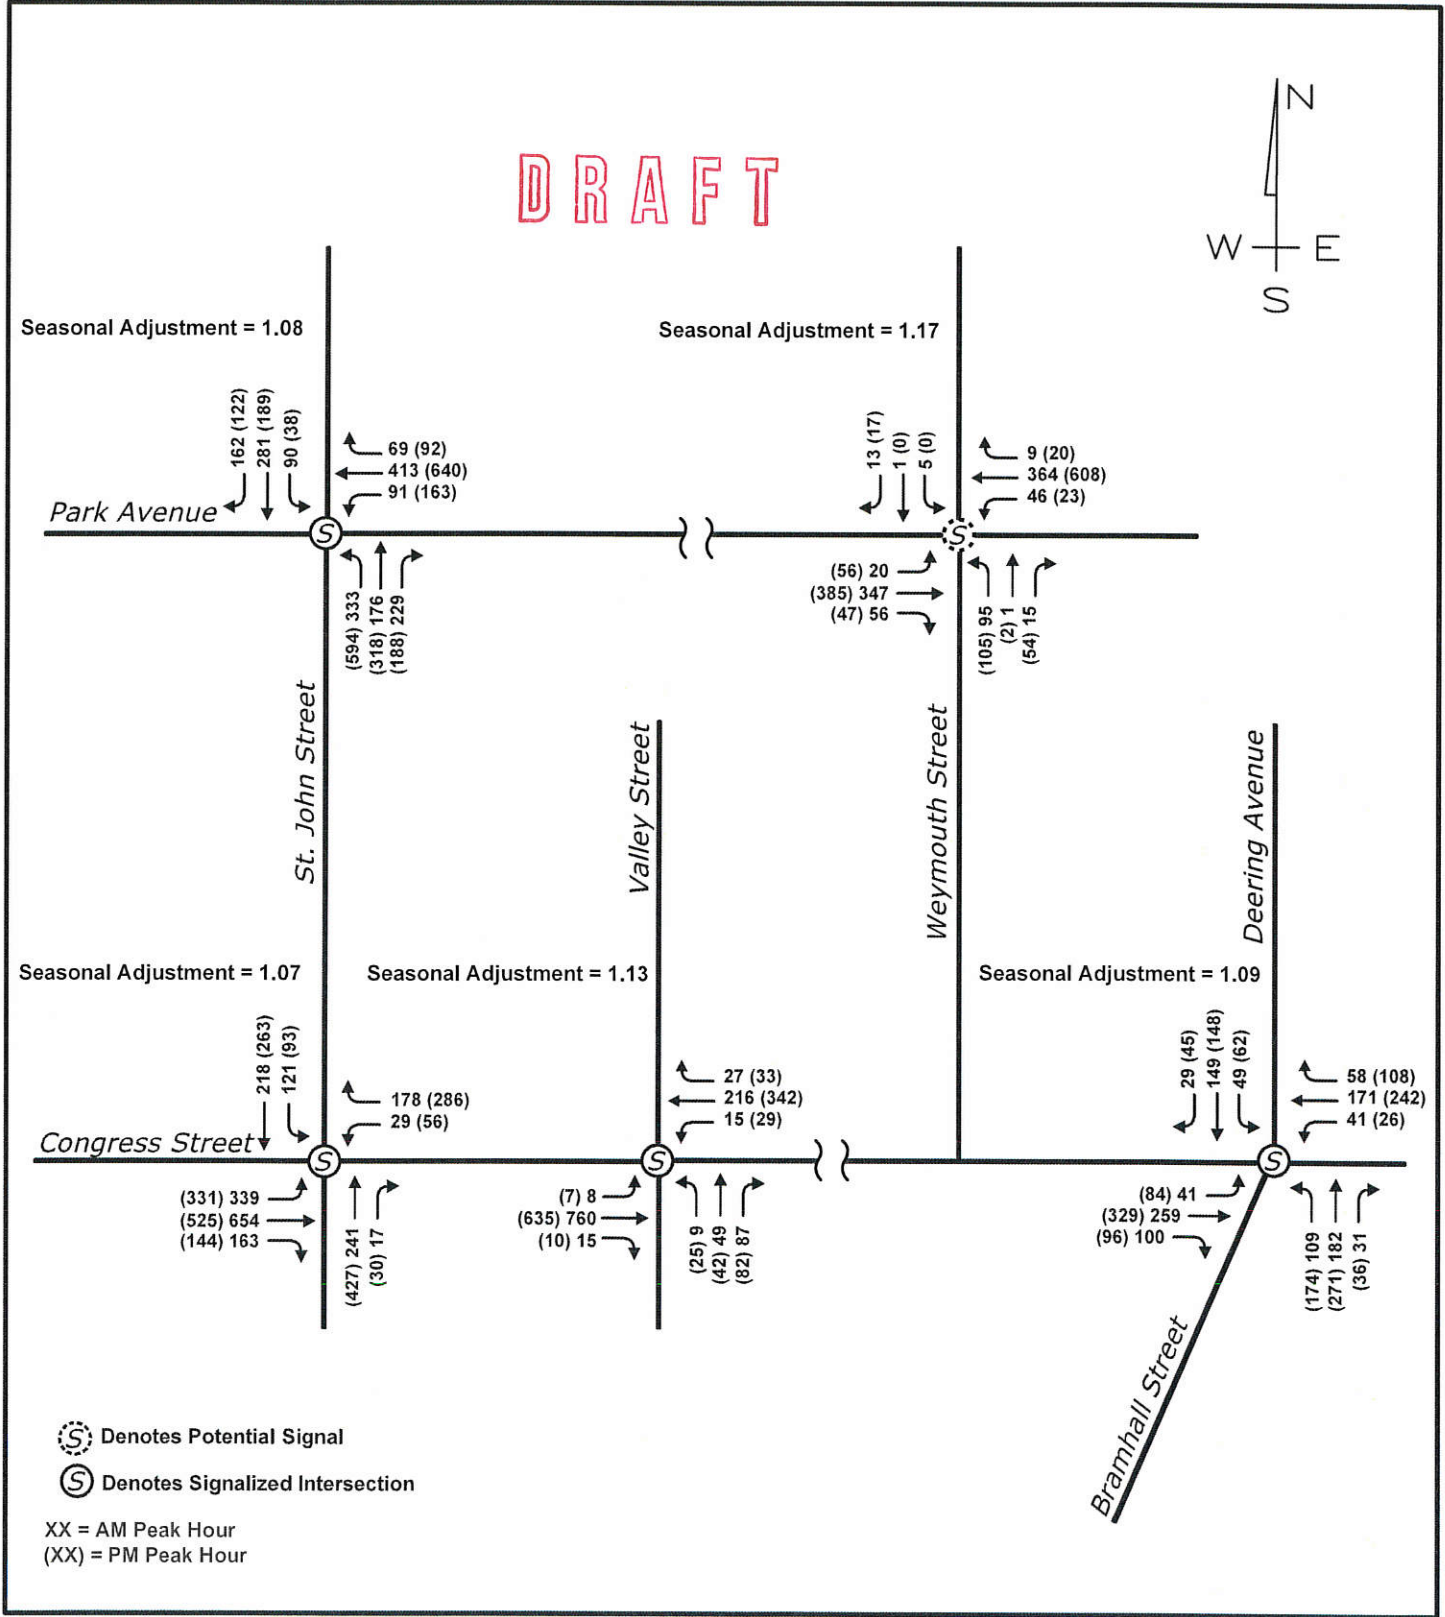 DRAFT
N
W E
S
Seasonal Adjustment = 1.08
Seasonal Adjustment = 1.17
162 (122)
281 (189)
90 (38)
69 (92)
413 (640)
91 (163)
13 (17)
1 (0)
5 (0)
9 (20)
364 (608)
46 (23)
Park Avenue
S
S
(594) 333
(318) 176
(188) 229
(56) 20
(385) 347
(47) 56
(105) 95
(2) 1
(54) 15
St. John Street
Valley Street
Weymouth Street
Deering Avenue
Seasonal Adjustment = 1.07
Seasonal Adjustment = 1.13
Seasonal Adjustment = 1.09
218 (263)
121 (93)
178 (286)
29 (56)
27 (33)
216 (342)
15 (29)
29 (45)
149 (148)
49 (62)
58 (108)
171 (242)
41 (26)
Congress Street
S
S
S
(331) 339
(525) 654
(144) 163
(427) 241
(30) 17
(7) 8
(635) 760
(10) 15
(25) 9
(42) 49
(82) 87
(84) 41
(329) 259
(96) 100
(174) 109
(271) 182
(36) 31
Bramhall Street
S Denotes Potential Signal
S Denotes Signalized Intersection
XX = AM Peak Hour
(XX) = PM Peak Hour